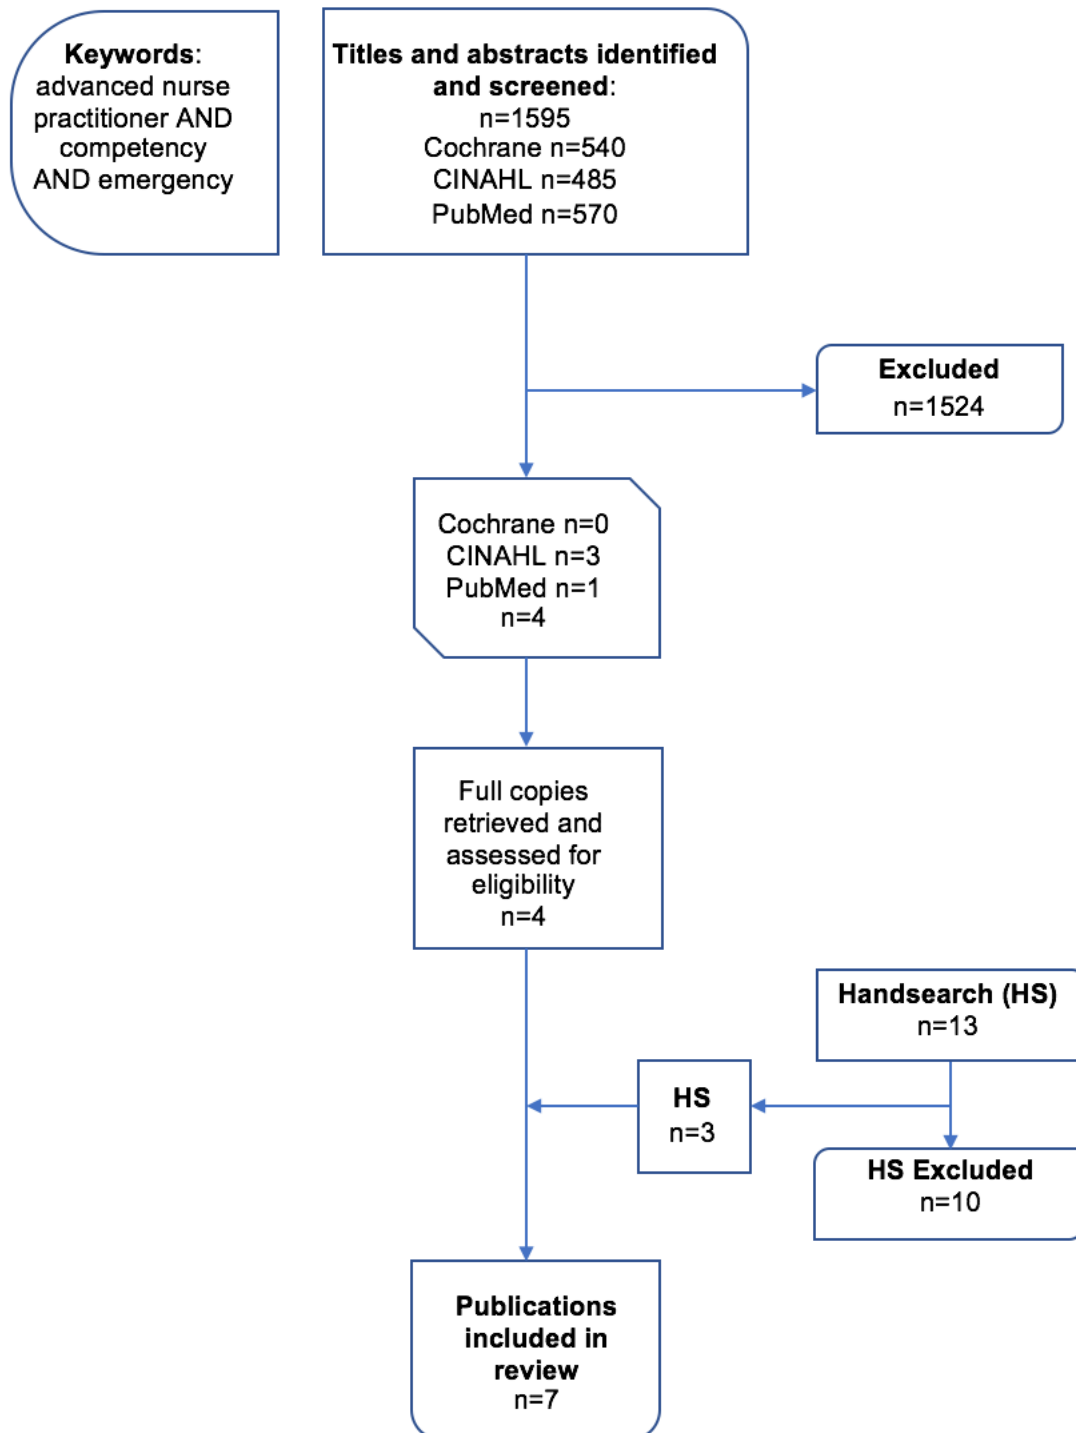 Keywords:
advanced nurse
practitioner AND
competency
AND emergency
Titles and abstracts identified
and screened:
n=1595
Cochrane n=540
CINAHL n=485
PubMed n=570
Excluded
n=1524
Cochrane n=0
CINAHL n=3
PubMed n=1
n=4
Full copies
retrieved and
assessed for
eligibility
n=4
Handsearch (HS)
n=13
HS
n=3
HS Excluded
n=10
Publications
included in
review
n=7